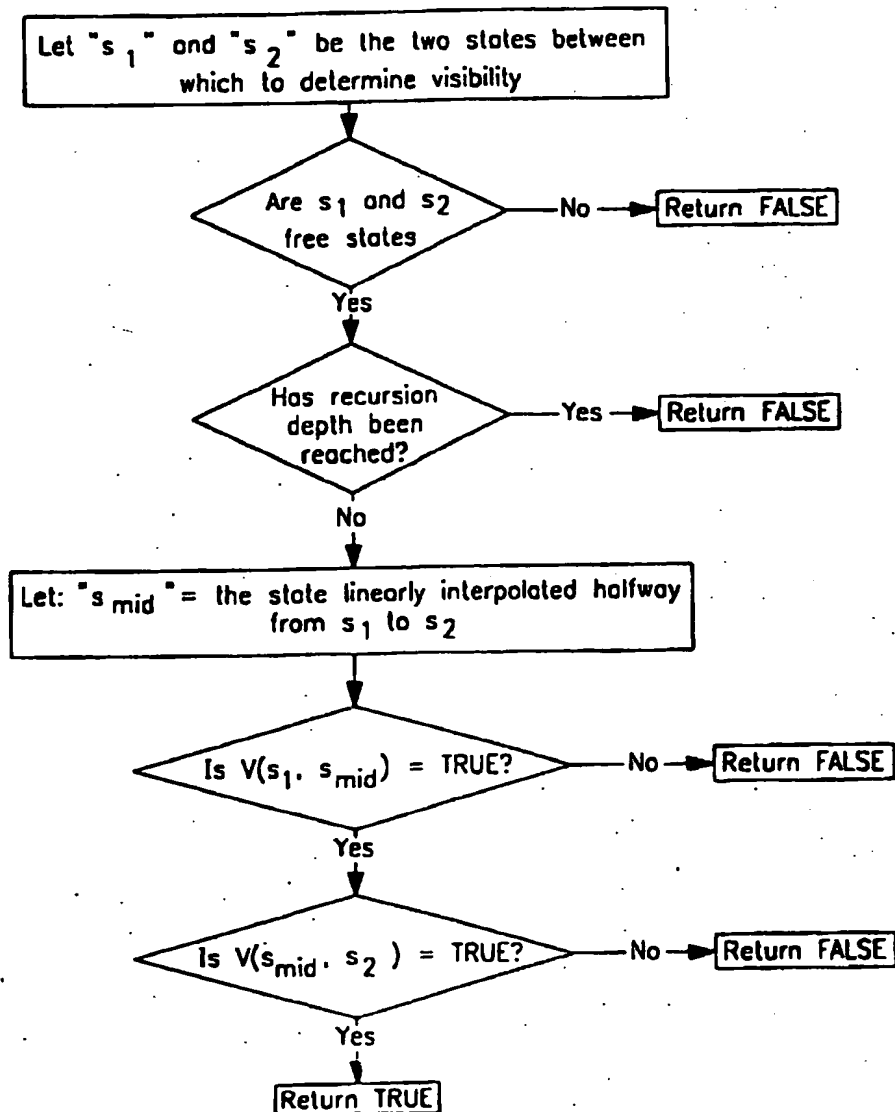 Let "s 1" and "s 2" be the two states between
which to determine visibility
Are s1 and s2
free states
No
Return FALSE
Yes
Has recursion
depth been
reached?
Yes
Return FALSE
No
Let: "s mid" = the state linearly interpolated halfway
from s1 to s2
Is V(s1, smid) = TRUE?
No
Return FALSE
Yes
Is V(smid, s2) = TRUE?
No
Return FALSE
Yes
Return TRUE